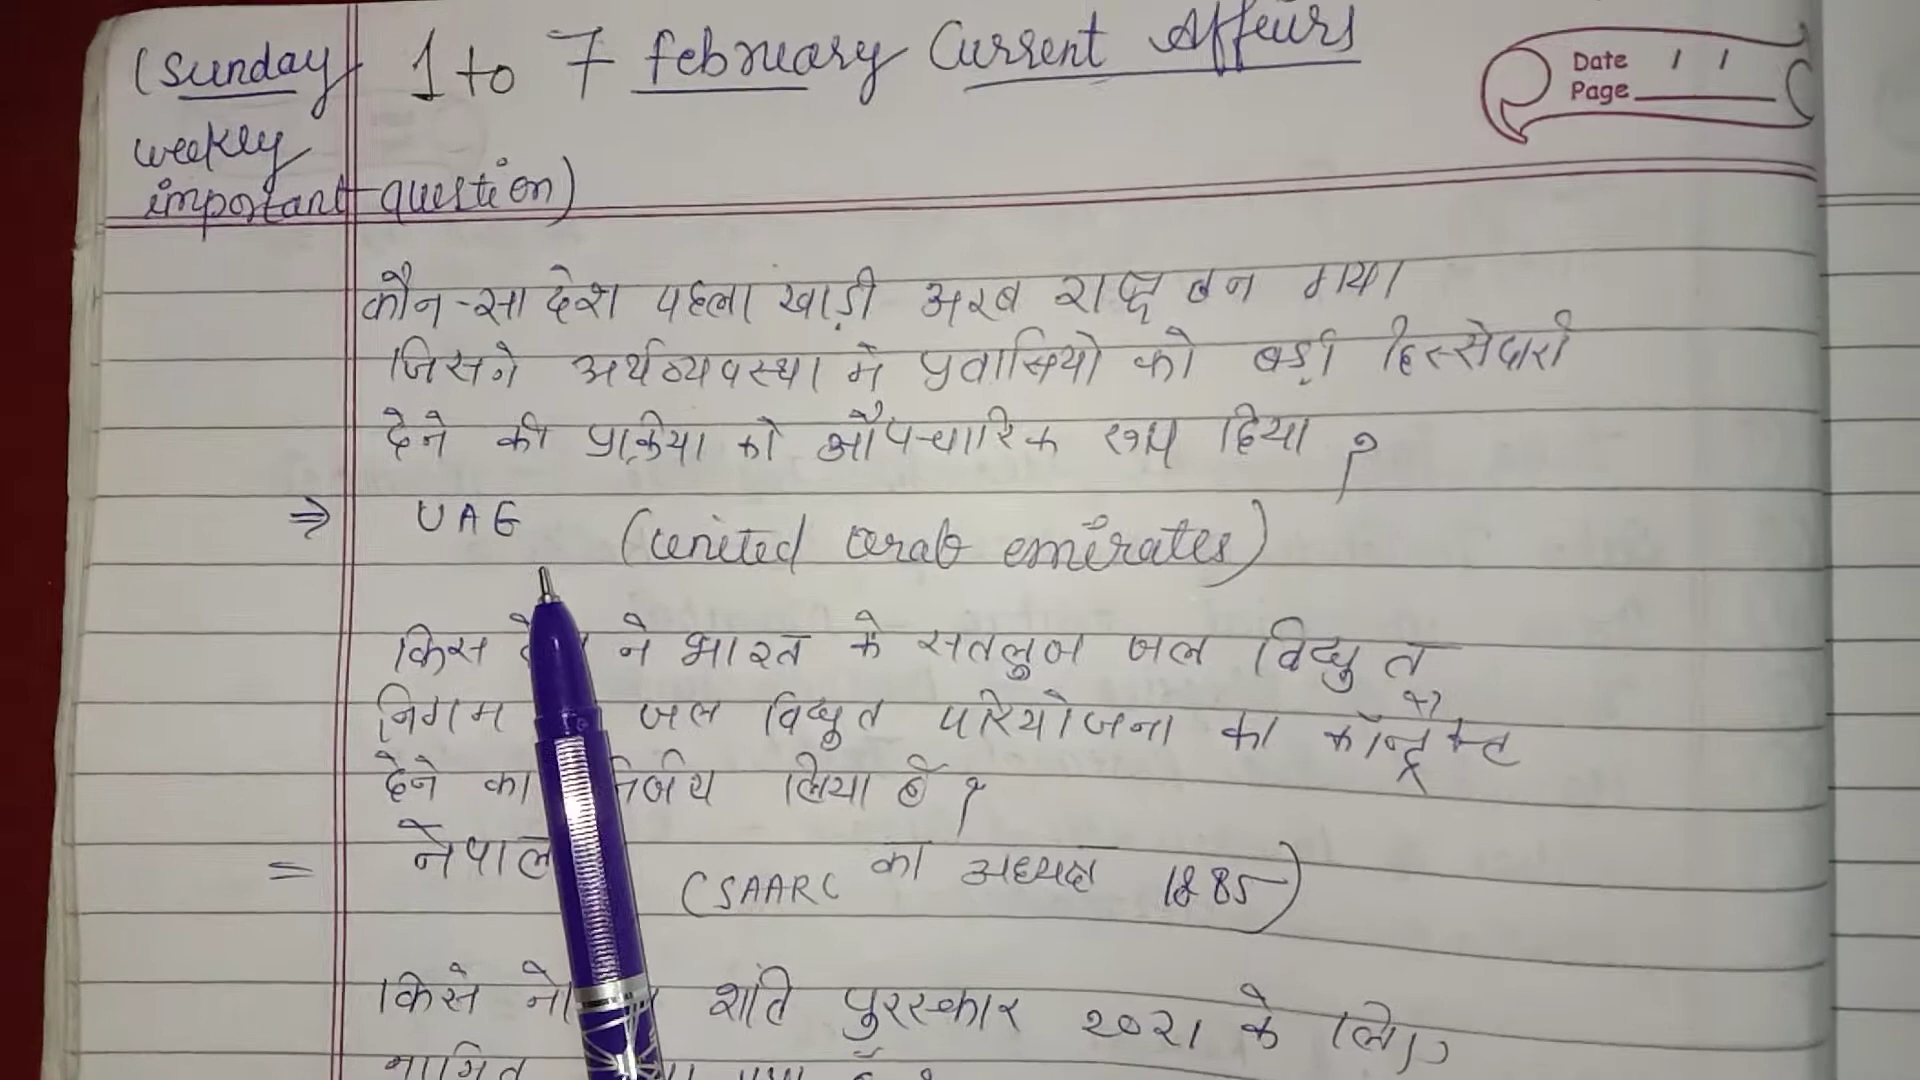 (Sunday 1 to 7 february Current Affeurs
Date / /
Page
weekly
important question)
कौन-सा देश पहला खाड़ी अरब राष्ट्र बन गया
जिसने अर्थव्यवस्था मे प्रवासियो को बड़ी हिस्सेदारी
देने की प्रक्रिया को औपचारिक रूप दिया ?
⇒ UAE (united arab emirates)
किस ने भारत के सतलुज जल विद्युत
निगम जल विद्युत परियोजना का कॉन्ट्रैक्ट
देने का निर्णय लिया है ?
= नेपाल (SAARC का अध्यक्ष 1885)
किसे शांति पुरस्कार २०२१ के लिए
नामित